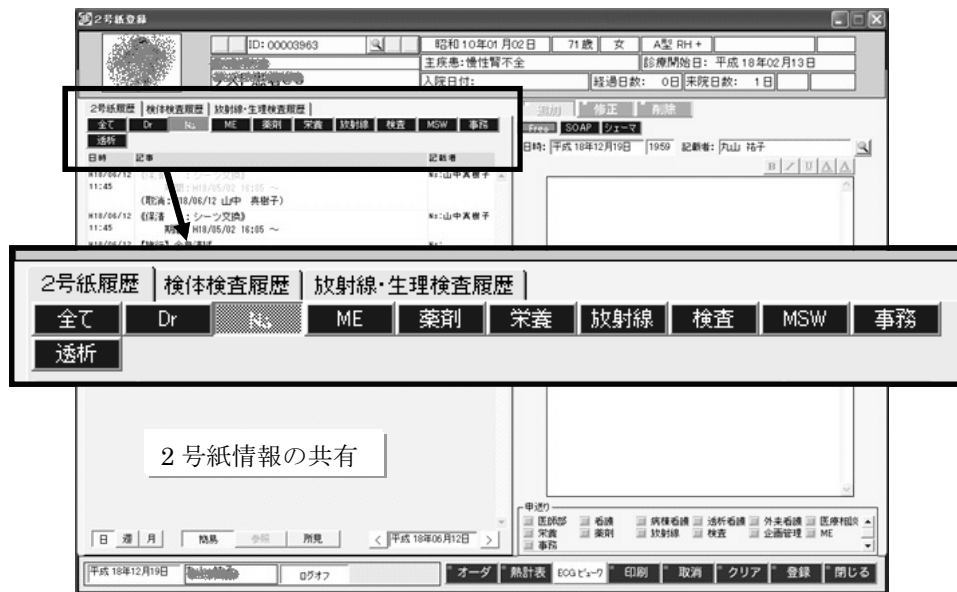 2号紙登録
ID: 00003963
昭和10年01月02日 71歳 女 A型 RH +
主疾患:慢性腎不全 診療開始日: 平成18年02月13日
入院日付: 経過日数: 0日 来院日数: 1日
2号紙履歴 検体検査履歴 放射線・生理検査履歴
全て Dr Ns ME 薬剤 栄養 放射線 検査 MSW 事務
透析
追加 修正 削除
Free SOAP シェーマ
日時: 平成18年12月19日 1959 記載者: 丸山 祐子
B I U A A
日時 記事 記載者
H18/06/12 Ns:山中真樹子
11:45 期間: H18/05/02 16:05 ~
(取消: H18/06/12 山中 真樹子)
H18/06/12 《保清 : シーツ交換》 Ns:山中真樹子
11:45 期間: H18/05/02 16:05 ~
2号紙履歴 検体検査履歴 放射線・生理検査履歴
全て Dr Ns ME 薬剤 栄養 放射線 検査 MSW 事務
透析
2号紙情報の共有
申送り
医師部 看護 病棟看護 透析看護 外来看護 医療相談
栄養 薬剤 放射線 検査 企画管理 ME
事務
日 週 月 簡易 参照 所見 < 平成18年06月12日 >
平成18年12月19日 ログオフ オーダ 熱計表 ECGビューワ 印刷 取消 クリア 登録 閉じる